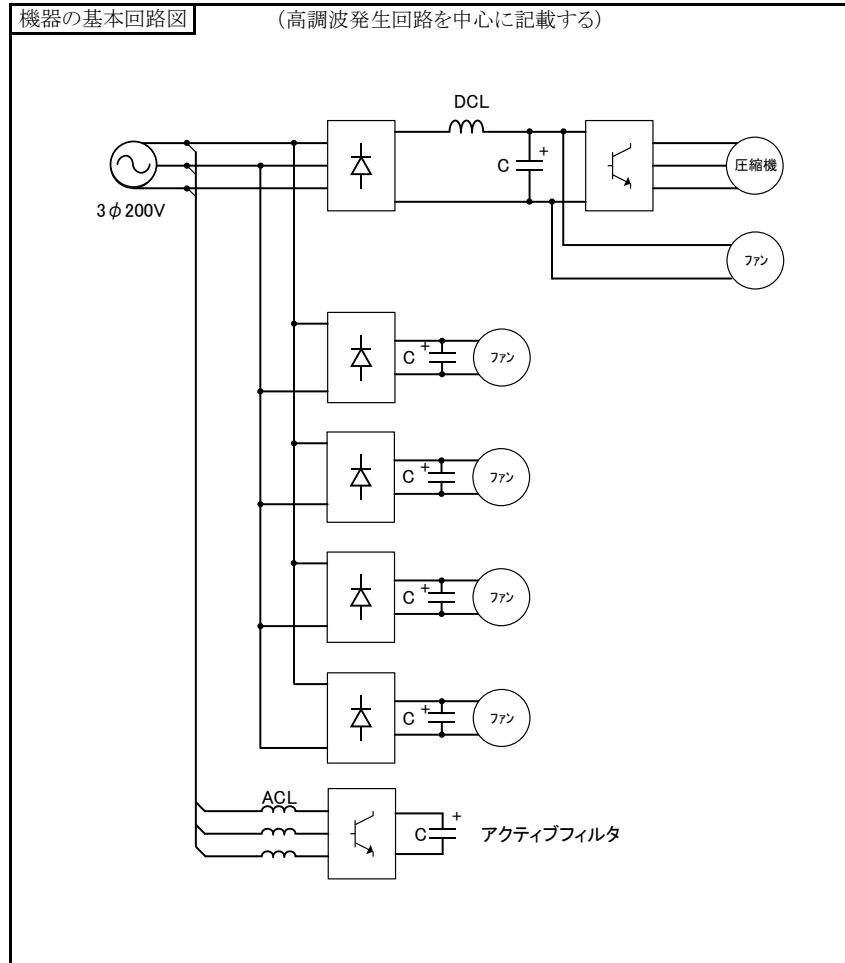 機器の基本回路図 (高調波発生回路を中心に記載する)
DCL
C +
圧縮機
3φ200V
ファン
C + ファン
C + ファン
C + ファン
C + ファン
ACL
C + アクティブフィルタ